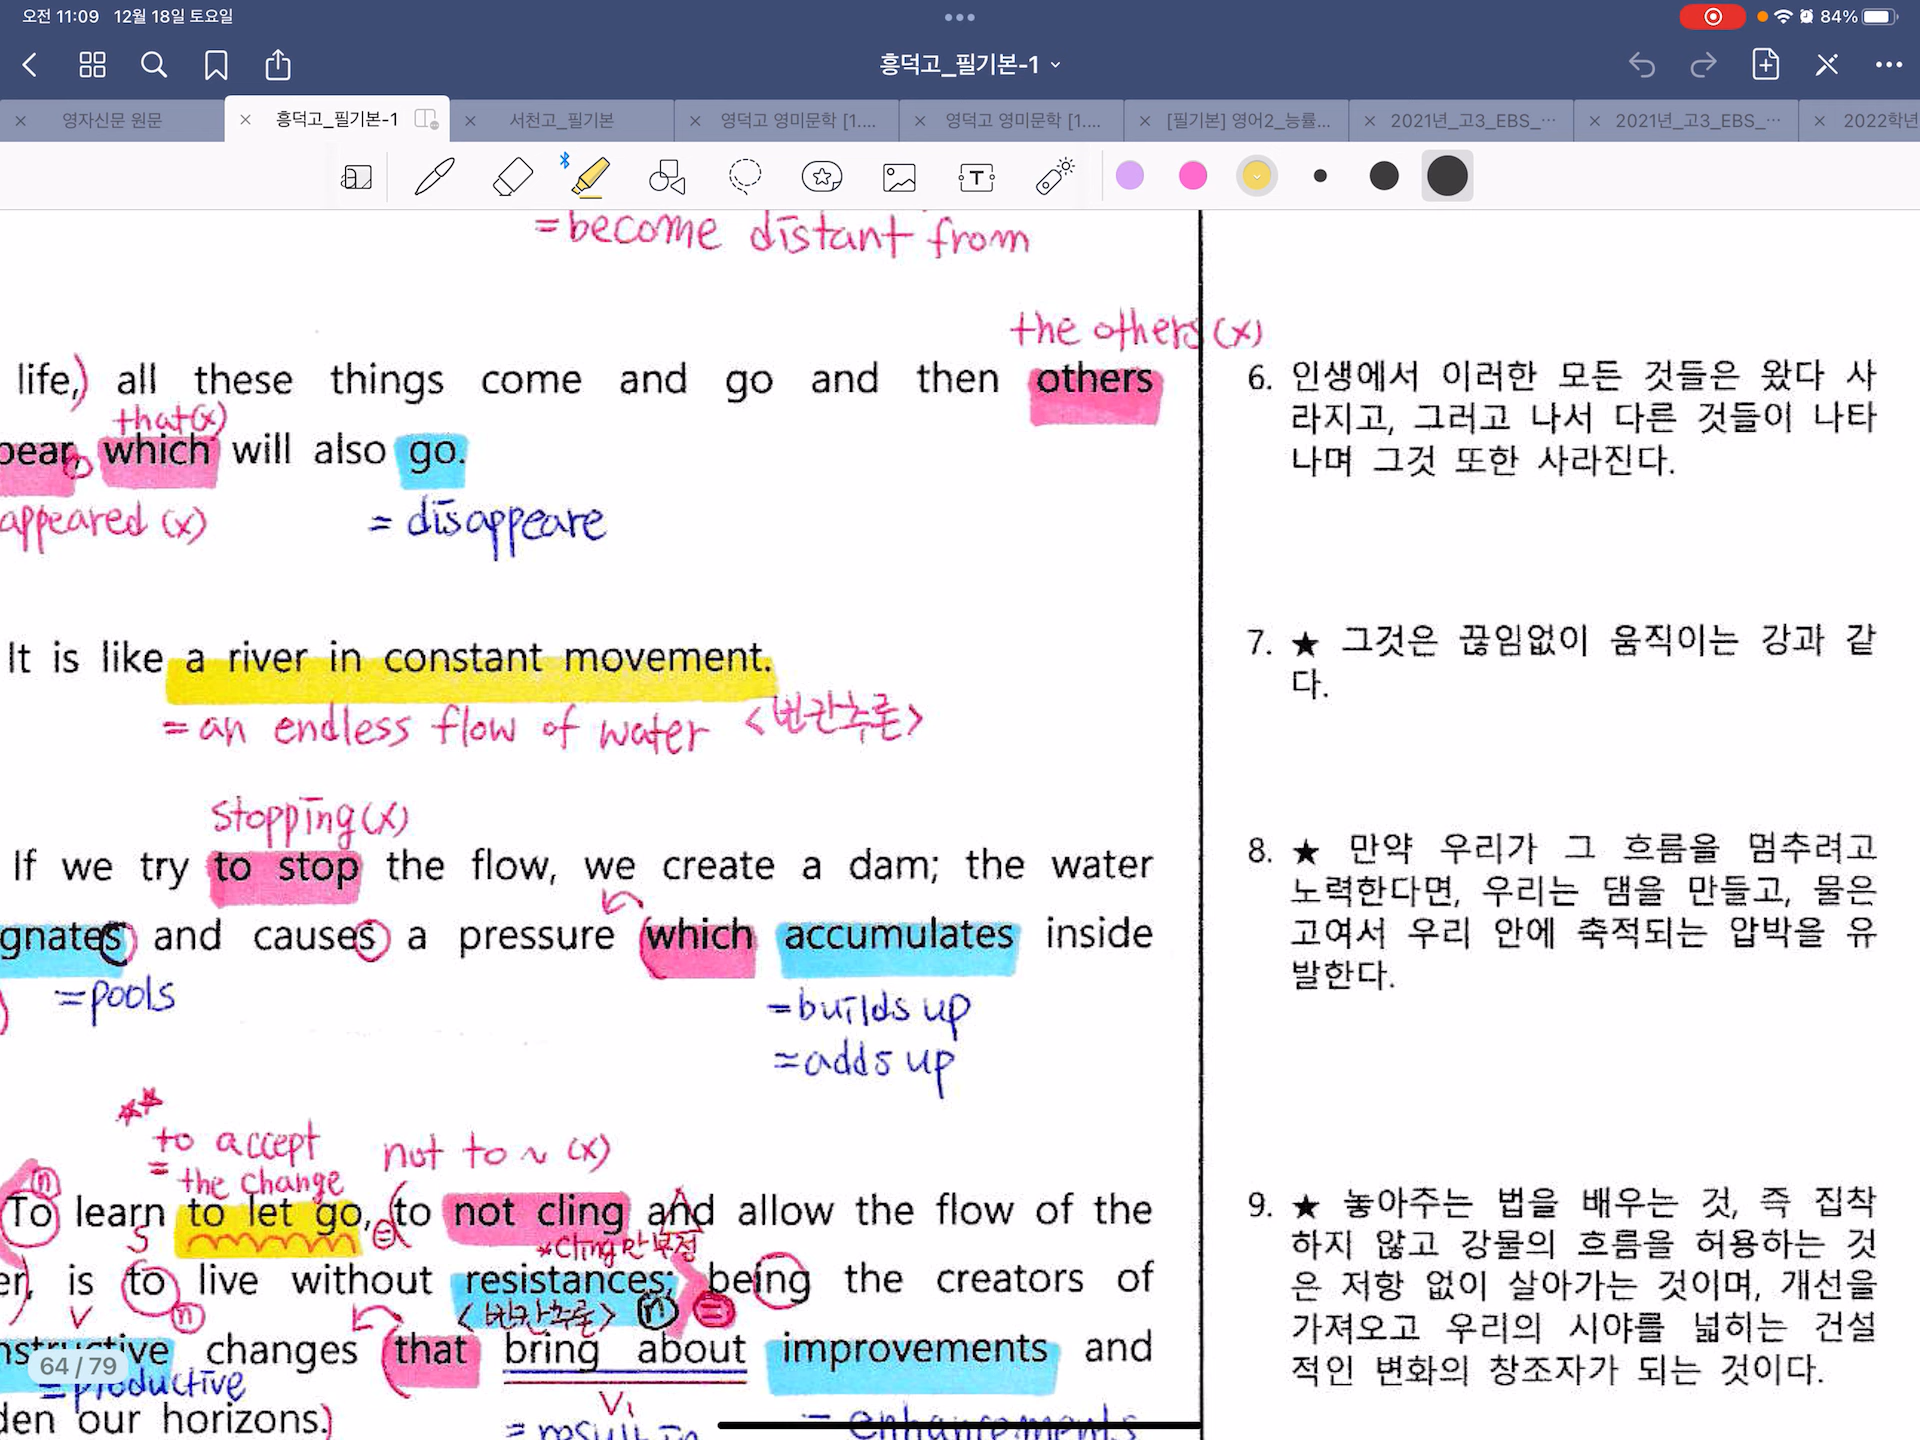 오전 11:09 12월 18일 토요일
84%
흥덕고_필기본-1
영자신문 원문
흥덕고_필기본-1
서천고_필기본
영덕고 영미문학 [1....
영덕고 영미문학 [1....
[필기본] 영어2_능률...
2021년_고3_EBS_...
2021년_고3_EBS_...
2022학년
=become distant from
the others (x)
life,) all these things come and go and then others
that(x)
pear, which will also go.
appeared (x)
= disappeare
It is like a river in constant movement.
= an endless flow of water <빈칸추론>
stopping(x)
If we try to stop the flow, we create a dam; the water
gnates and causes a pressure (which accumulates inside
=pools
=builds up
=adds up
to accept
= the change
not to ~ (x)
n
To learn to let go, (to not cling and allow the flow of the
S
*cling만 부정
er), is to live without resistances; being the creators of
V
n
<빈칸추론>
n
=
nstructive changes (that bring about improvements and
=productive
Vi
den our horizons.)
= result in
= enhancements
6. 인생에서 이러한 모든 것들은 왔다 사
라지고, 그러고 나서 다른 것들이 나타
나며 그것 또한 사라진다.
7. ★ 그것은 끊임없이 움직이는 강과 같
다.
8. ★ 만약 우리가 그 흐름을 멈추려고
노력한다면, 우리는 댐을 만들고, 물은
고여서 우리 안에 축적되는 압박을 유
발한다.
9. ★ 놓아주는 법을 배우는 것, 즉 집착
하지 않고 강물의 흐름을 허용하는 것
은 저항 없이 살아가는 것이며, 개선을
가져오고 우리의 시야를 넓히는 건설
적인 변화의 창조자가 되는 것이다.
64 / 79